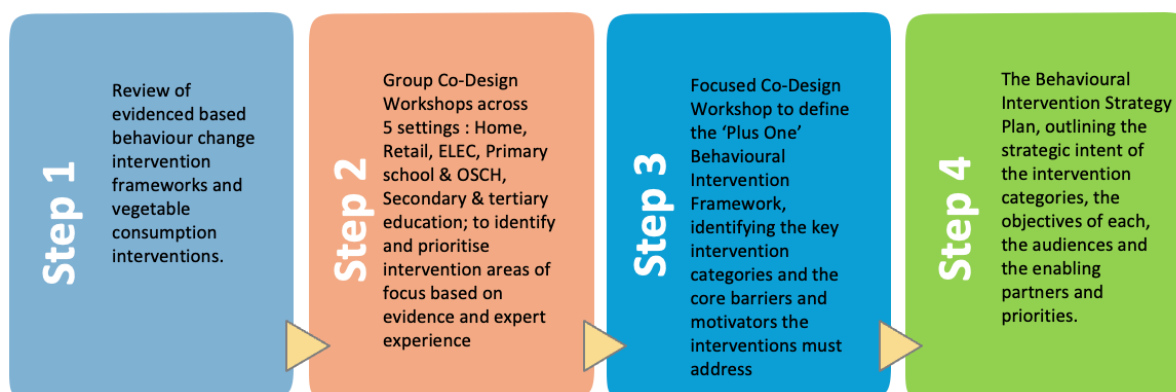 Step 1
Review of
evidenced based
behaviour change
intervention
frameworks and
vegetable
consumption
interventions.
Step 2
Group Co-Design
Workshops across
5 settings : Home,
Retail, ELEC, Primary
school & OSCH,
Secondary & tertiary
education; to identify
and prioritise
intervention areas of
focus based on
evidence and expert
experience
Step 3
Focused Co-Design
Workshop to define
the ‘Plus One’
Behavioural
Intervention
Framework,
identifying the key
intervention
categories and the
core barriers and
motivators the
interventions must
address
Step 4
The Behavioural
Intervention Strategy
Plan, outlining the
strategic intent of
the intervention
categories, the
objectives of each,
the audiences and
the enabling
partners and
priorities.